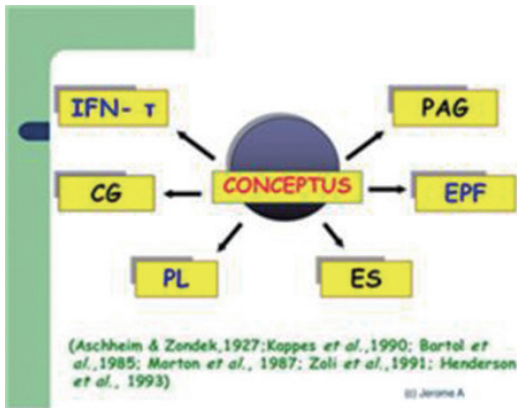 IFN- τ
PAG
CONCEPTUS
CG
EPF
PL
ES
(Aschheim & Zondek,1927;Kappes et al.,1990; Bartol et
al.,1985; Morton et al., 1987; Zoli et al.,1991; Henderson
et al., 1993)
(c) Jerome A